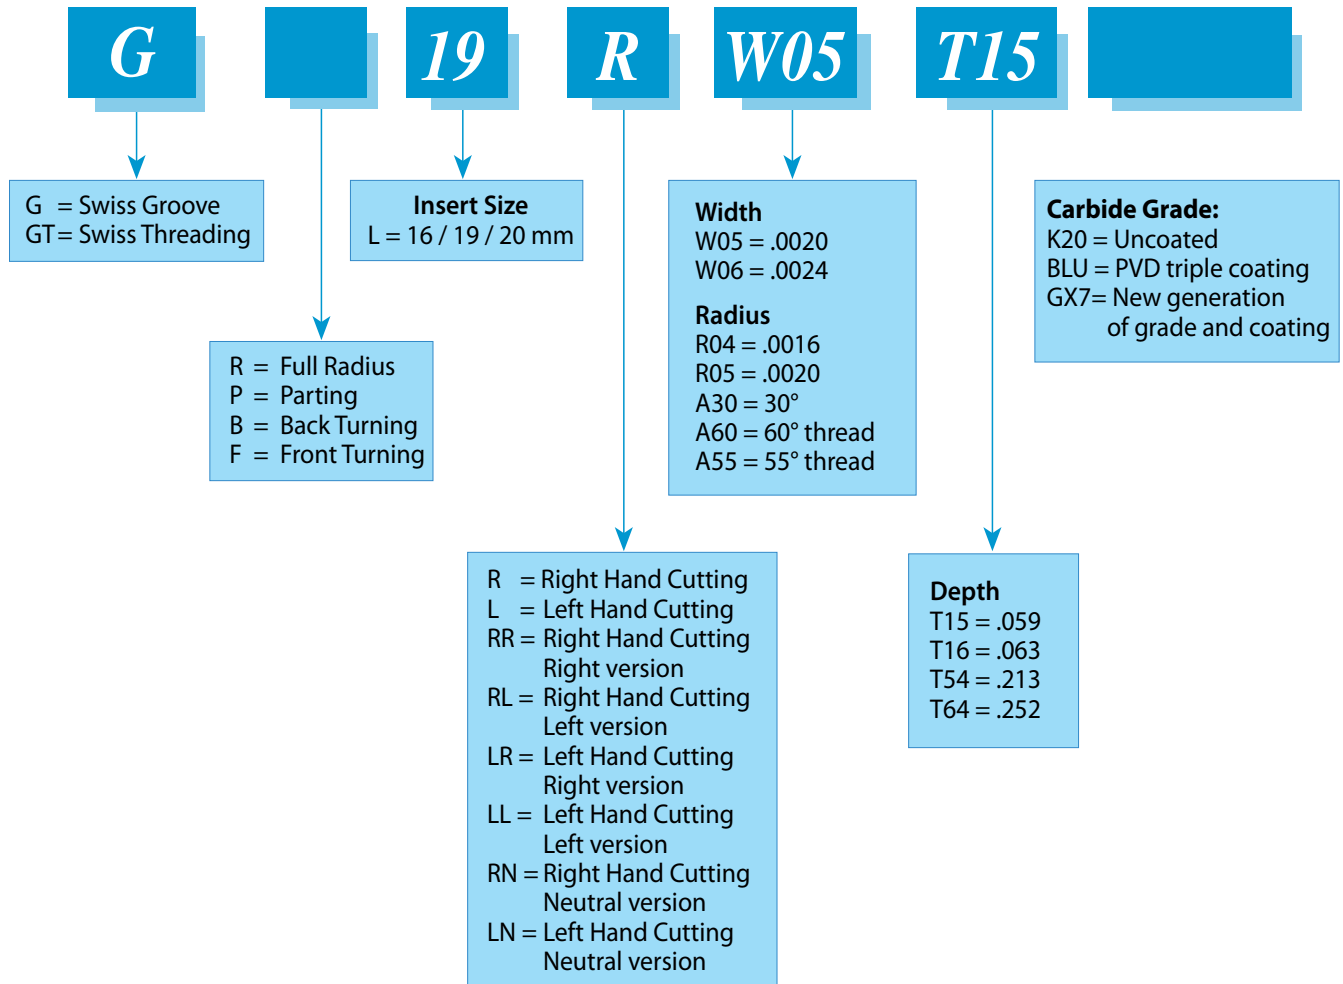 G 19 R W05 T15
G = Swiss Groove
GT= Swiss Threading
R = Full Radius
P = Parting
B = Back Turning
F = Front Turning
Insert Size
L = 16 / 19 / 20 mm
R = Right Hand Cutting
L = Left Hand Cutting
RR = Right Hand Cutting
Right version
RL = Right Hand Cutting
Left version
LR = Left Hand Cutting
Right version
LL = Left Hand Cutting
Left version
RN = Right Hand Cutting
Neutral version
LN = Left Hand Cutting
Neutral version
Width
W05 = .0020
W06 = .0024
Radius
R04 = .0016
R05 = .0020
A30 = 30°
A60 = 60° thread
A55 = 55° thread
Depth
T15 = .059
T16 = .063
T54 = .213
T64 = .252
Carbide Grade:
K20 = Uncoated
BLU = PVD triple coating
GX7= New generation
of grade and coating